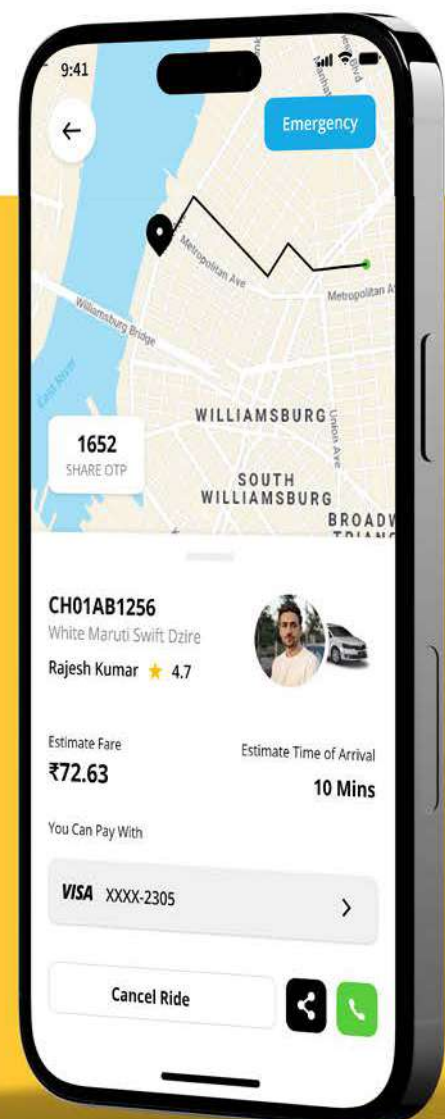 9:41
Emergency
Metropolitan Ave
Metropolitan A
Williamsburg Bridge
East River
WILLIAMSBURG
Union Ave
1652
SHARE OTP
SOUTH
WILLIAMSBURG
BROADW
CH01AB1256
White Maruti Swift Dzire
Rajesh Kumar ★ 4.7
Estimate Fare
₹72.63
Estimate Time of Arrival
10 Mins
You Can Pay With
VISA XXXX-2305
Cancel Ride